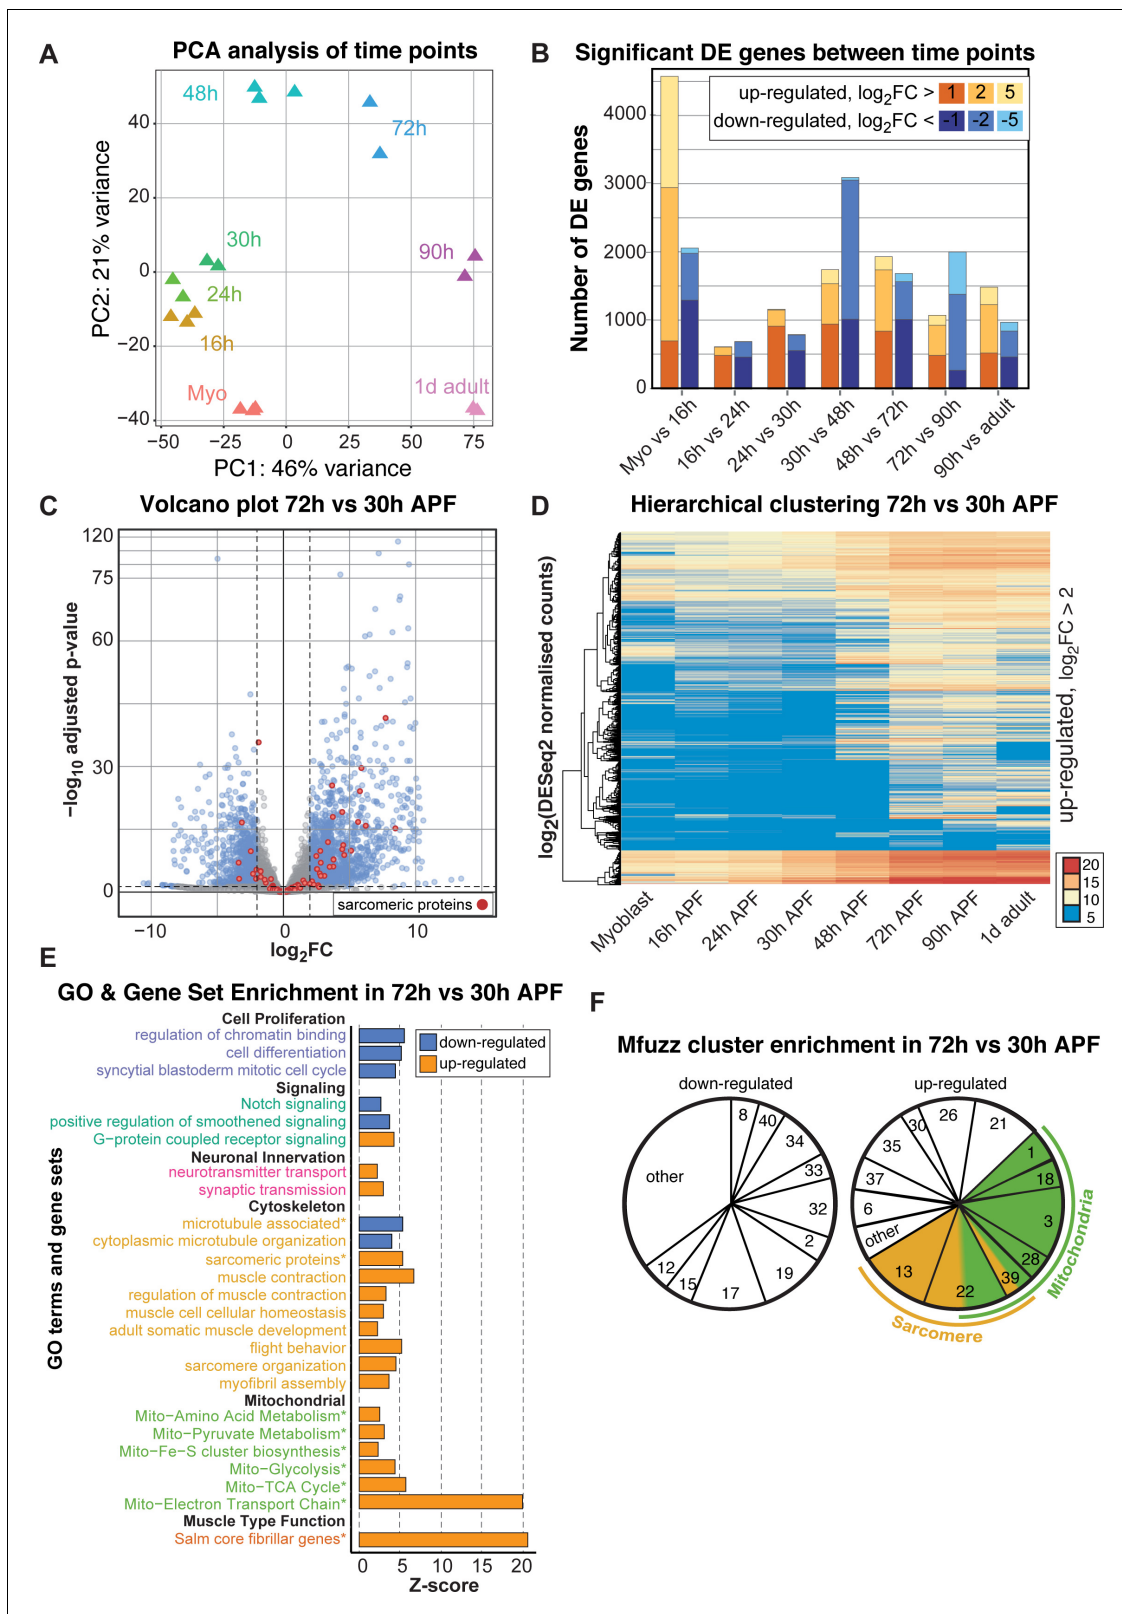 A
PCA analysis of time points
PC2: 21% variance
40
20
0
−20
−40
48h
72h
30h
90h
24h
16h
Myo
1d adult
−50
−25
0
25
50
75
PC1: 46% variance
B
Significant DE genes between time points
Number of DE genes
up-regulated, log2FC > 1 2 5
down-regulated, log2FC < -1 -2 -5
4000
3000
2000
1000
0
Myo vs 16h
16h vs 24h
24h vs 30h
30h vs 48h
48h vs 72h
72h vs 90h
90h vs adult
C
Volcano plot 72h vs 30h APF
−log10 adjusted p-value
120
75
60
30
0
sarcomeric proteins
−10
0
10
log2FC
D
Hierarchical clustering 72h vs 30h APF
log2(DESeq2 normalised counts)
up-regulated, log2FC > 2
20
15
10
5
Myoblast
16h APF
24h APF
30h APF
48h APF
72h APF
90h APF
1d adult
E
GO & Gene Set Enrichment in 72h vs 30h APF
GO terms and gene sets
down-regulated
up-regulated
Cell Proliferation
regulation of chromatin binding
cell differentiation
syncytial blastoderm mitotic cell cycle
Signaling
Notch signaling
positive regulation of smoothened signaling
G−protein coupled receptor signaling
Neuronal Innervation
neurotransmitter transport
synaptic transmission
Cytoskeleton
microtubule associated*
cytoplasmic microtubule organization
sarcomeric proteins*
muscle contraction
regulation of muscle contraction
muscle cell cellular homeostasis
adult somatic muscle development
flight behavior
sarcomere organization
myofibril assembly
Mitochondrial
Mito−Amino Acid Metabolism*
Mito−Pyruvate Metabolism*
Mito−Fe−S cluster biosynthesis*
Mito−Glycolysis*
Mito−TCA Cycle*
Mito−Electron Transport Chain*
Muscle Type Function
Salm core fibrillar genes*
0
5
10
15
20
Z-score
F
Mfuzz cluster enrichment in 72h vs 30h APF
down-regulated
8
40
34
33
32
2
19
17
15
12
other
up-regulated
26
21
1
18
3
28
39
22
13
other
6
37
35
30
Mitochondria
Sarcomere